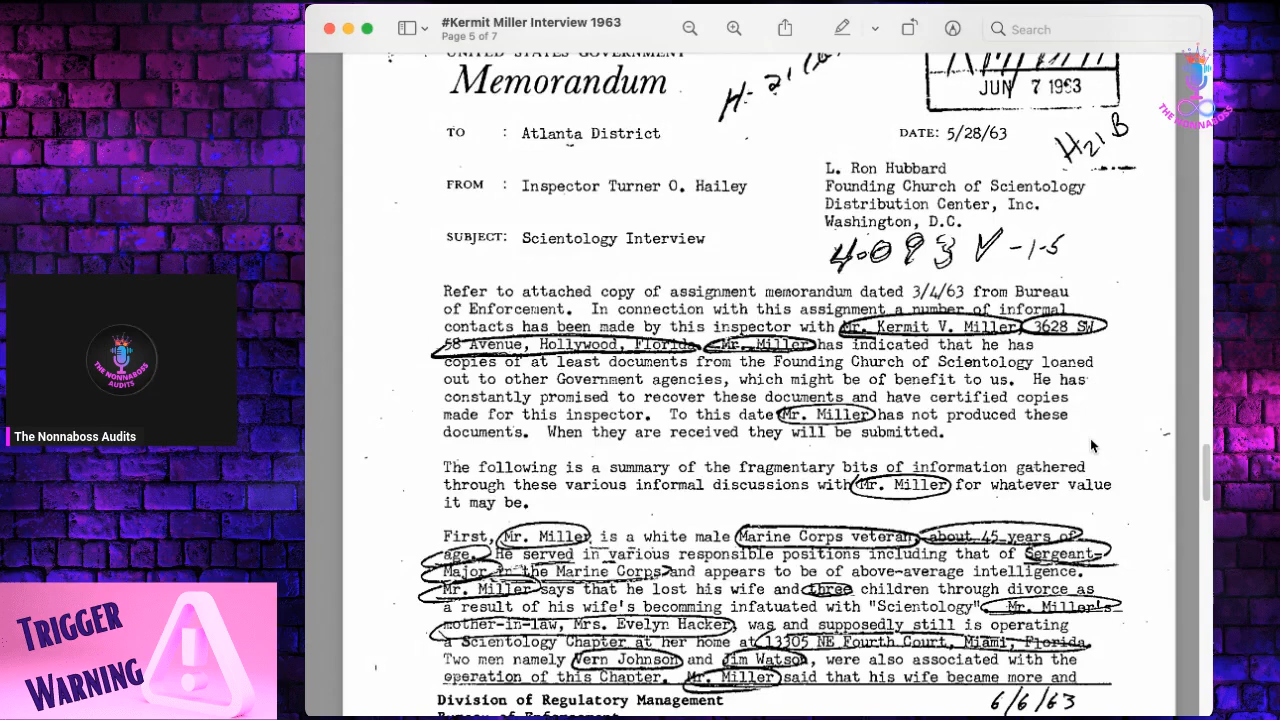 #Kermit Miller Interview 1963
Page 5 of 7
Search
UNITED STATES GOVERNMENT
Memorandum
JUN 7 1963
TO : Atlanta District
DATE: 5/28/63
H21B
FROM : Inspector Turner O. Hailey
L. Ron Hubbard
Founding Church of Scientology
Distribution Center, Inc.
Washington, D.C.
SUBJECT: Scientology Interview
Refer to attached copy of assignment memorandum dated 3/4/63 from Bureau
of Enforcement. In connection with this assignment a number of informal
contacts has been made by this inspector with Mr. Kermit V. Miller, 3628 SW
58 Avenue, Hollywood, Florida. Mr. Miller has indicated that he has
copies of at least documents from the Founding Church of Scientology loaned
out to other Government agencies, which might be of benefit to us. He has
constantly promised to recover these documents and have certified copies
made for this inspector. To this date Mr. Miller has not produced these
documents. When they are received they will be submitted.
The following is a summary of the fragmentary bits of information gathered
through these various informal discussions with Mr. Miller for whatever value
it may be.
First, Mr. Miller is a white male Marine Corps veteran, about 45 years of
age. He served in various responsible positions including that of Sergeant-
Major in the Marine Corps and appears to be of above-average intelligence.
Mr. Miller says that he lost his wife and three children through divorce as
a result of his wife's becomming infatuated with "Scientology". Mr. Miller's
mother-in-law, Mrs. Evelyn Hacker, was and supposedly still is operating
a Scientology Chapter at her home at 13305 NE Fourth Court, Miami, Florida.
Two men namely Vern Johnson and Jim Watson, were also associated with the
operation of this Chapter. Mr. Miller said that his wife became more and
Division of Regulatory Management
Bureau of Enforcement
6/6/63
THE NONNABOSS
AUDITS
The Nonnaboss Audits
TRIGGER
WARNING
THE NONNABOSS